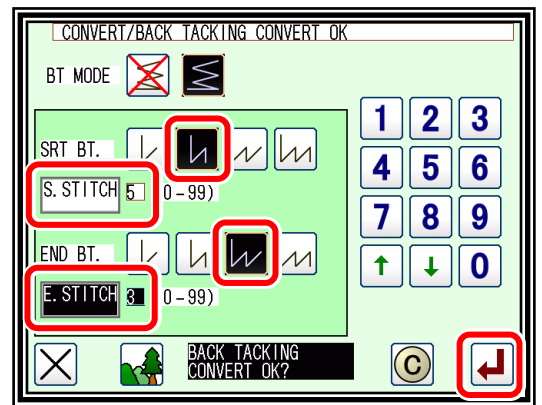 CONVERT/BACK TACKING CONVERT OK
BT MODE
SRT BT.
S.STITCH 5 0-99)
END BT.
E.STITCH 3 0-99)
1 2 3
4 5 6
7 8 9
↑ ↓ 0
BACK TACKING
CONVERT OK?
C